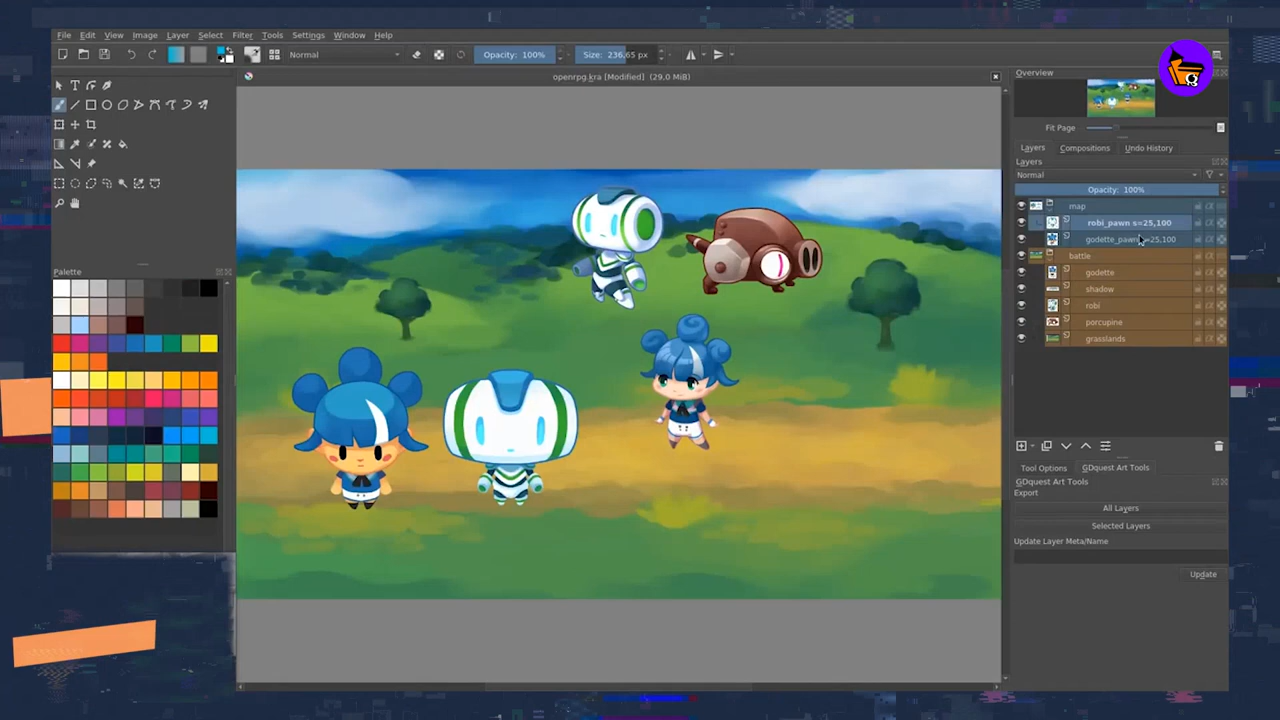 File Edit View Image Layer Select Filter Tools Settings Window Help
Normal Opacity: 100% Size: 236.65 px
openrpg.kra [Modified] (29.0 MiB)
Overview
Fit Page
Layers Compositions Undo History
Layers
Normal
Opacity: 100%
map
robi_pawn s=25,100
godette_pawn s=25,100
battle
godette
shadow
robi
porcupine
grasslands
Palette
Tool Options GDquest Art Tools
GDquest Art Tools
Export
All Layers
Selected Layers
Update Layer Meta/Name
Update